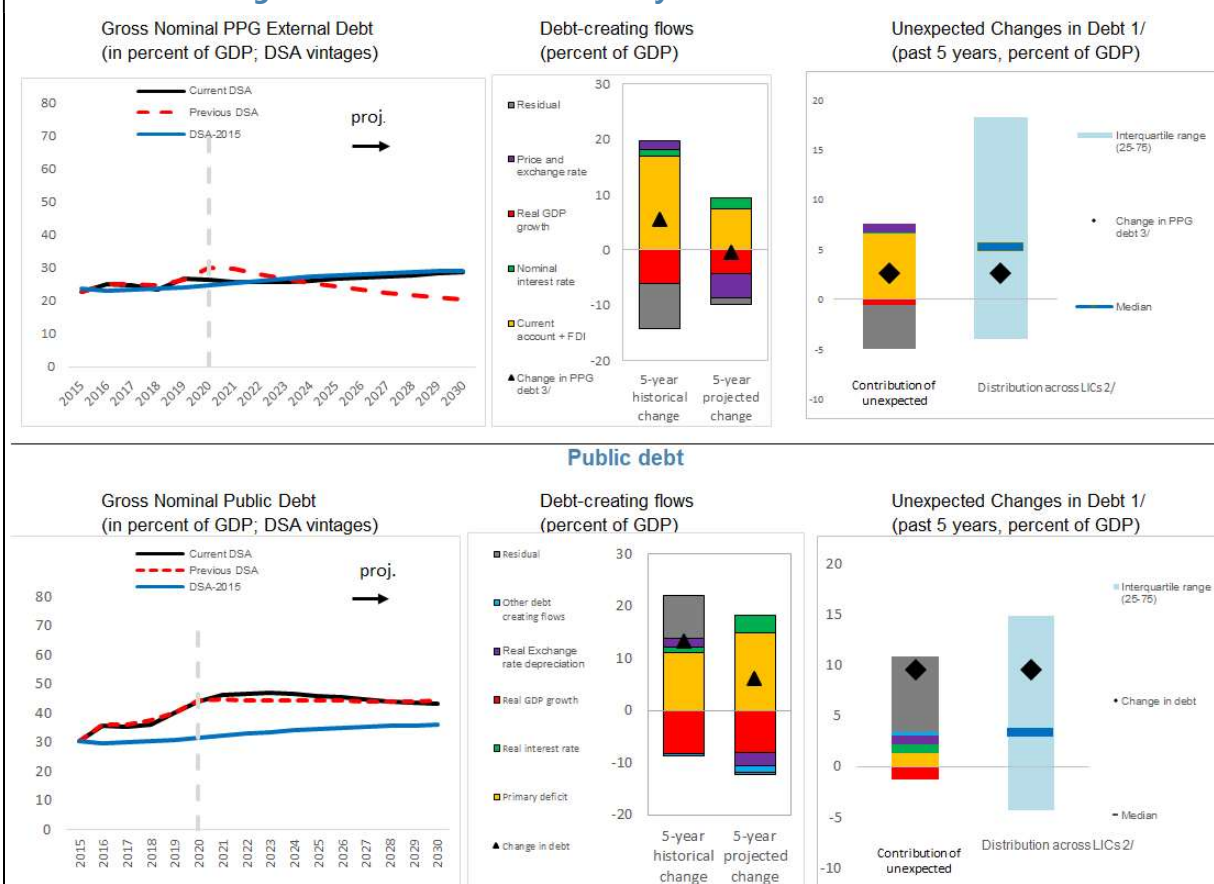 Gross Nominal PPG External Debt
(in percent of GDP; DSA vintages)
Current DSA
Previous DSA
DSA-2015
proj.
80
70
60
50
40
30
20
10
0
2015 2016 2017 2018 2019 2020 2021 2022 2023 2024 2025 2026 2027 2028 2029 2030
Debt-creating flows
(percent of GDP)
Residual
Price and
exchange rate
Real GDP
growth
Nominal
interest rate
Current
account + FDI
Change in PPG
debt 3/
30
20
10
0
-10
-20
5-year
historical
change
5-year
projected
change
Unexpected Changes in Debt 1/
(past 5 years, percent of GDP)
20
15
10
5
0
-5
-10
Interquartile range
(25-75)
Change in PPG
debt 3/
Median
Contribution of
unexpected
Distribution across LICs 2/
Public debt
Gross Nominal Public Debt
(in percent of GDP; DSA vintages)
Current DSA
Previous DSA
DSA-2015
proj.
80
70
60
50
40
30
20
10
0
2015 2016 2017 2018 2019 2020 2021 2022 2023 2024 2025 2026 2027 2028 2029 2030
Debt-creating flows
(percent of GDP)
Residual
Other debt
creating flows
Real Exchange
rate depreciation
Real GDP growth
Real interest rate
Primary deficit
Change in debt
30
20
10
0
-10
-20
5-year
historical
change
5-year
projected
change
Unexpected Changes in Debt 1/
(past 5 years, percent of GDP)
20
15
10
5
0
-5
-10
Interquartile range
(25-75)
Change in debt
Median
Contribution of
unexpected
Distribution across LICs 2/